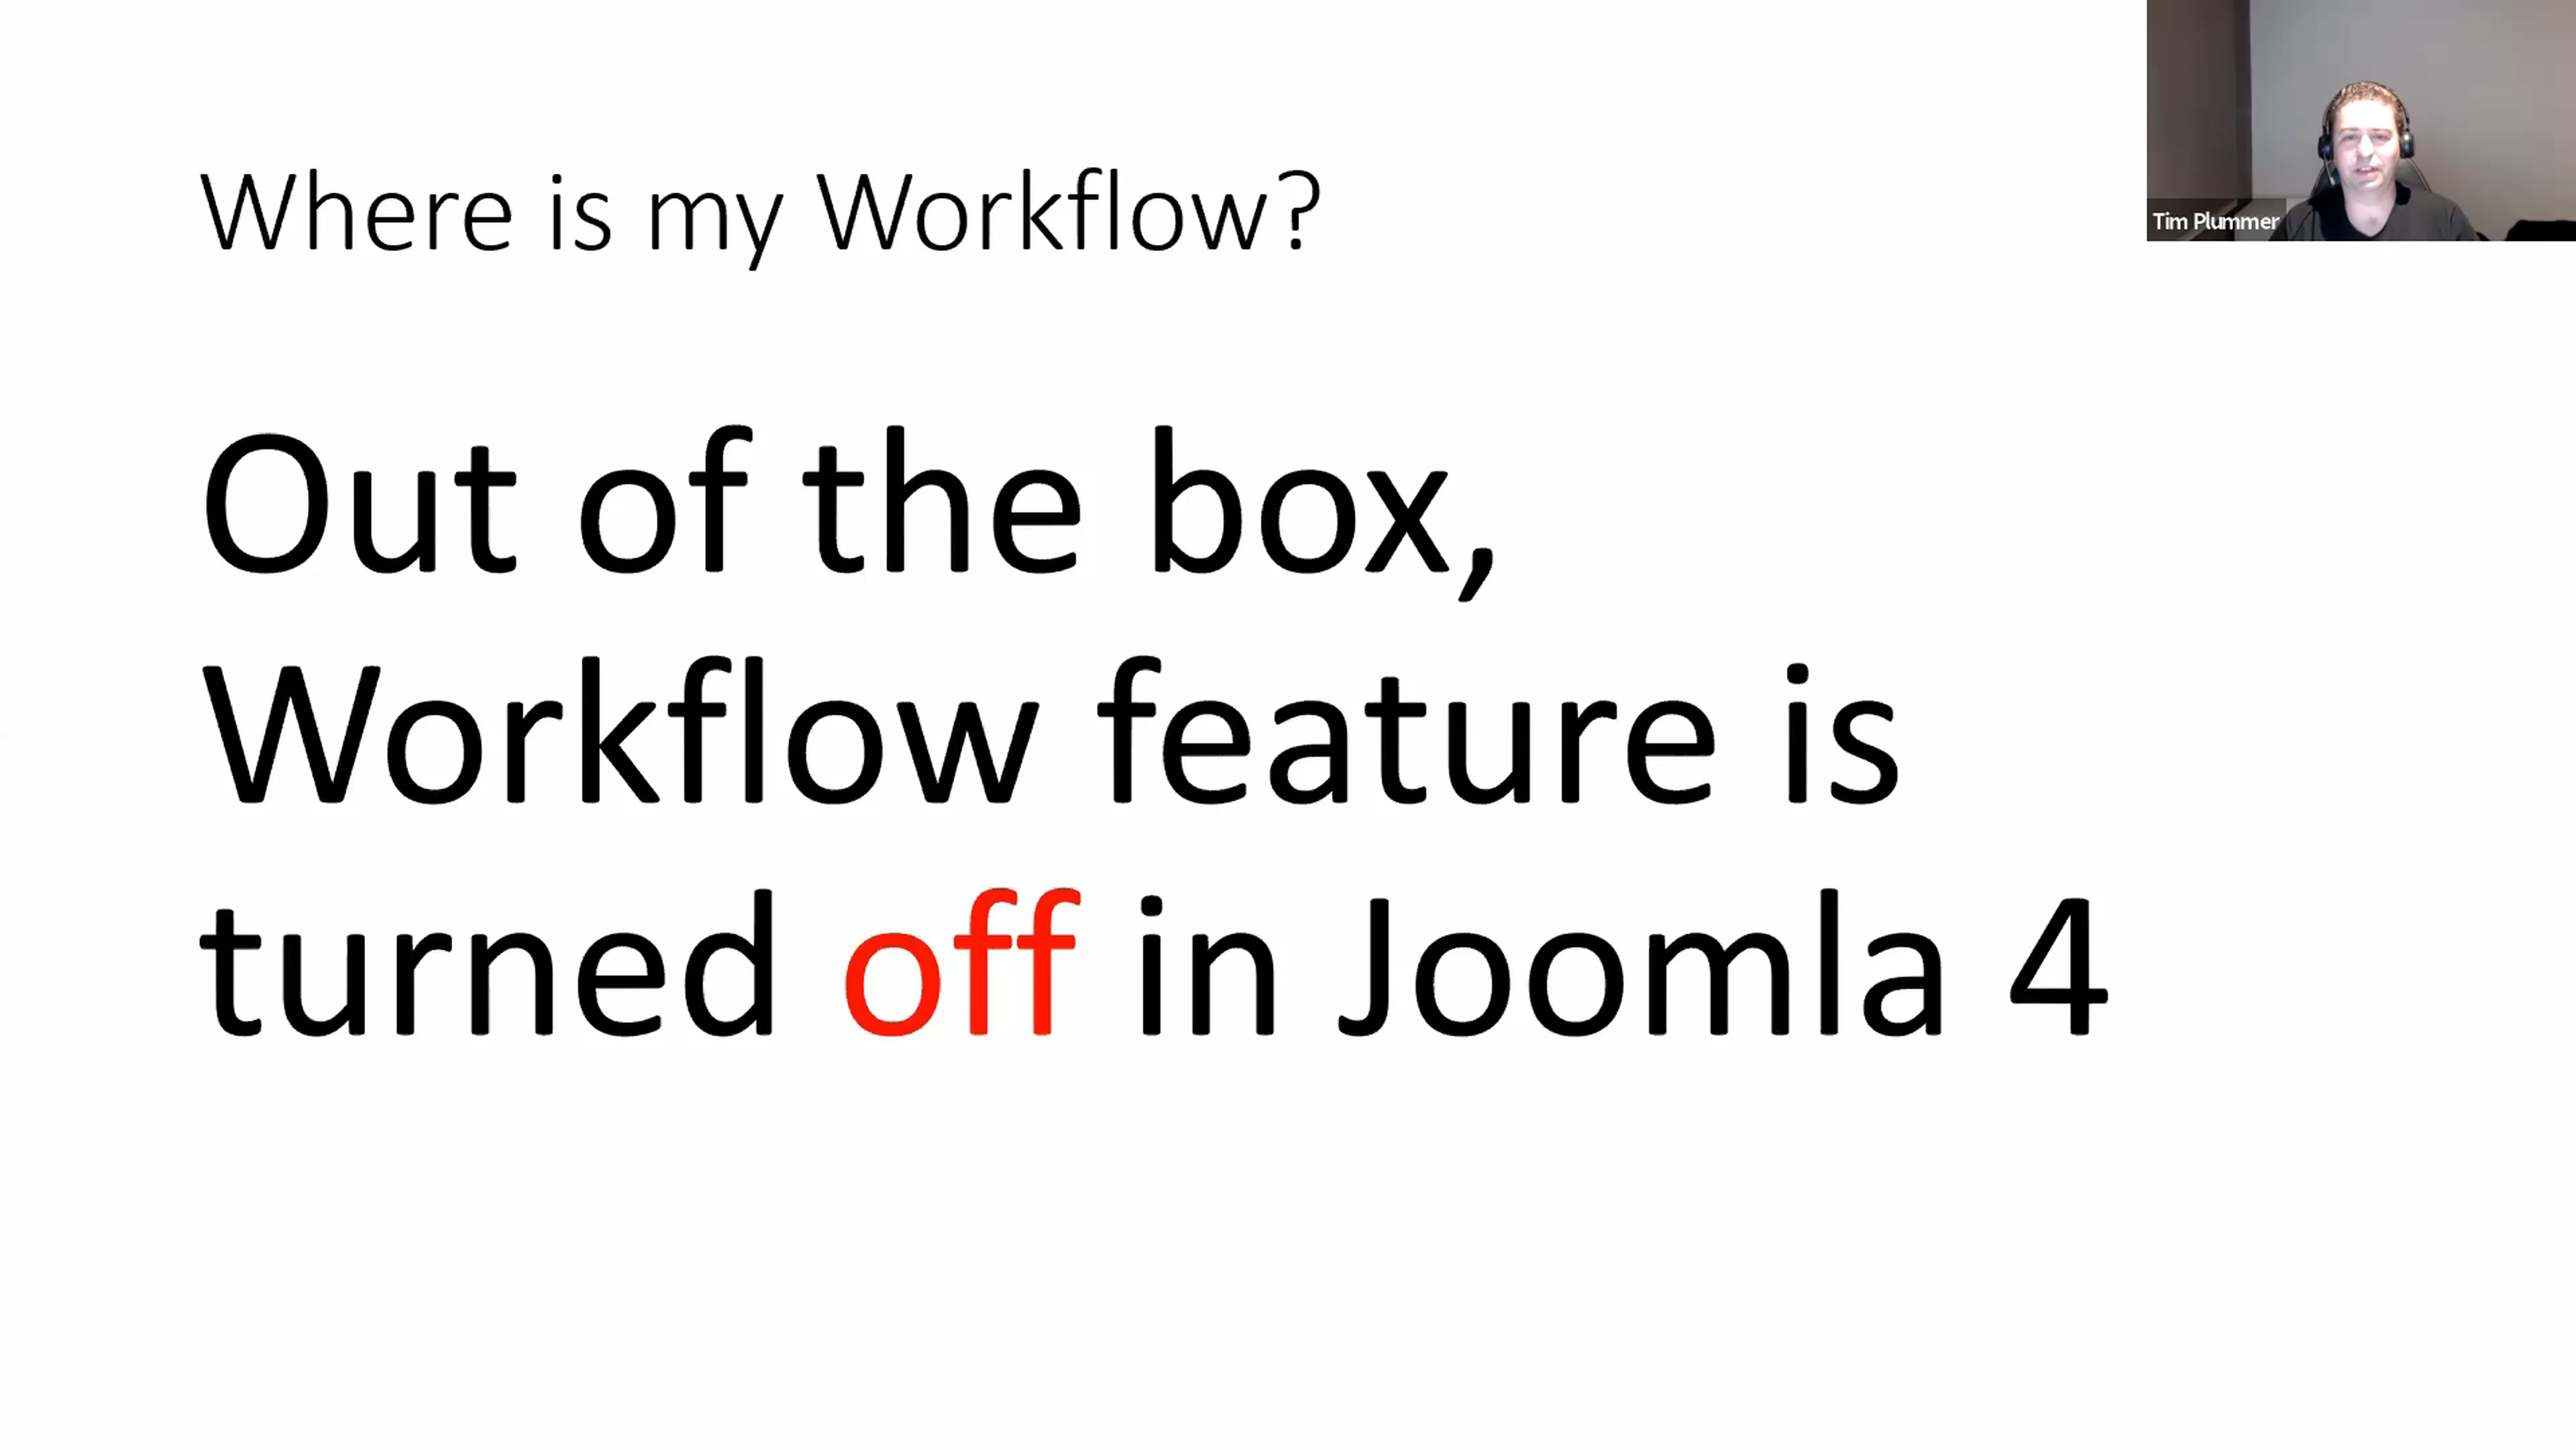 Where is my Workflow?
Tim Plummer
Out of the box,
Workflow feature is
turned off in Joomla 4